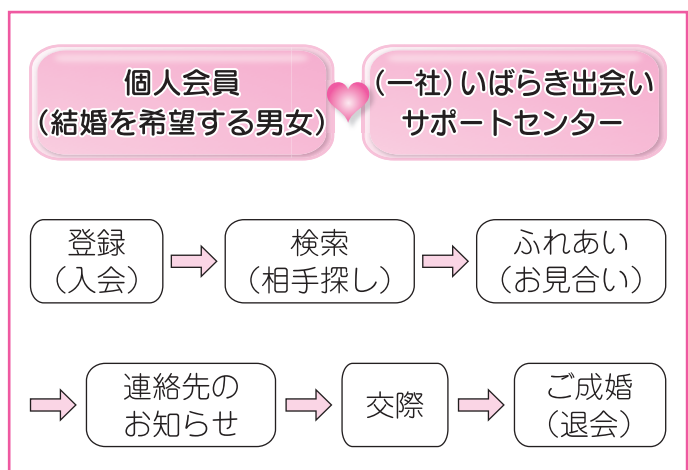 個人会員
(結婚を希望する男女)
(一社)いばらき出会い
サポートセンター
登録
(入会)
検索
(相手探し)
ふれあい
(お見合い)
連絡先の
お知らせ
交際
ご成婚
(退会)